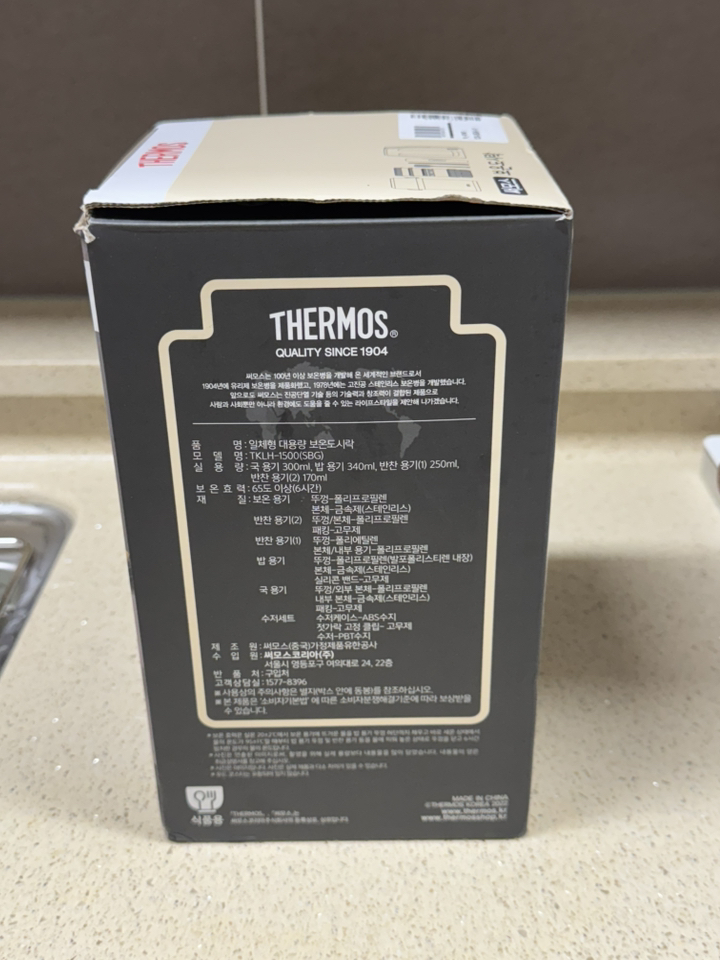 THERMOS
써모스 보온도시락
THERMOS®
QUALITY SINCE 1904
써모스는 100년 이상 보온병을 개발해 온 세계적인 브랜드로서
1904년에 유리제 보온병을 제품화했고, 1978년에는 고진공 스테인리스 보온병을 개발했습니다.
앞으로도 써모스는 진공단열 기술 등의 기술력과 창조력이 결합된 제품으로
사람과 사회뿐만 아니라 환경에도 도움을 줄 수 있는 라이프스타일을 제안해 나가겠습니다.
품 명 : 일체형 대용량 보온도시락
모 델 명 : TKLH-1500(SBG)
실 용 량 : 국 용기 300ml, 밥 용기 340ml, 반찬 용기(1) 250ml,
반찬 용기(2) 170ml
보 온 효 력 : 65도 이상(6시간)
재 질 : 보온 용기 뚜껑-폴리프로필렌
본체-금속제(스테인리스)
반찬 용기(2) 뚜껑/본체-폴리프로필렌
패킹-고무제
반찬 용기(1) 뚜껑-폴리에틸렌
본체/내부 용기-폴리프로필렌
밥 용기 뚜껑-폴리프로필렌(발포폴리스티렌 내장)
본체-금속제(스테인리스)
실리콘 밴드-고무제
국 용기 뚜껑/외부 본체-폴리프로필렌
내부 본체-금속제(스테인리스)
패킹-고무제
수저세트 수저케이스-ABS수지
젓가락 고정 클립-고무제
수저-PBT수지
제 조 원 : 써모스(중국)가정제품유한공사
수 입 원 : 써모스코리아(주)
서울시 영등포구 여의대로 24, 22층
반 품 처 : 구입처
고객상담실 : 1577-8396
■ 사용상의 주의사항은 별지(박스 안에 동봉)를 참조하십시오.
■ 본 제품은 '소비자기본법'에 따른 소비자분쟁해결기준에 따라 보상받을
수 있습니다.
식품용
MADE IN CHINA
©THERMOS KOREA
www.thermos.kr
www.thermosshop.kr